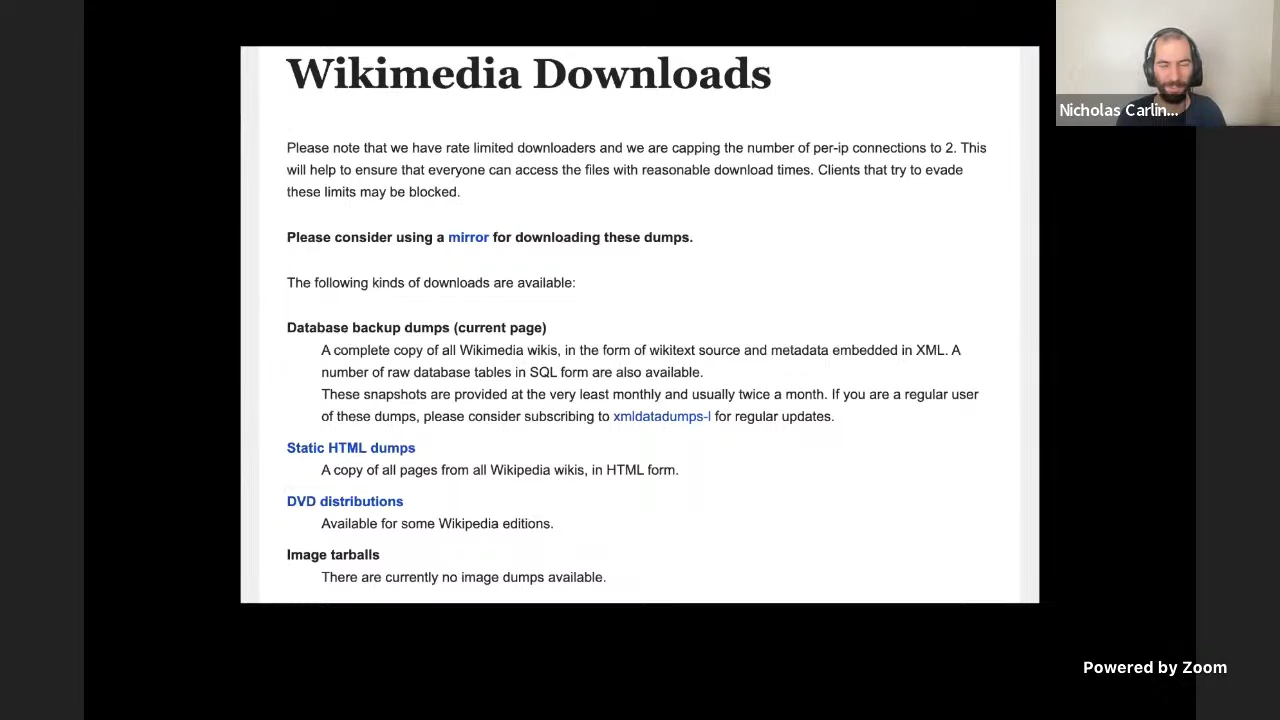 Wikimedia Downloads
Please note that we have rate limited downloaders and we are capping the number of per-ip connections to 2. This
will help to ensure that everyone can access the files with reasonable download times. Clients that try to evade
these limits may be blocked.
Please consider using a mirror for downloading these dumps.
The following kinds of downloads are available:
Database backup dumps (current page)
A complete copy of all Wikimedia wikis, in the form of wikitext source and metadata embedded in XML. A
number of raw database tables in SQL form are also available.
These snapshots are provided at the very least monthly and usually twice a month. If you are a regular user
of these dumps, please consider subscribing to xmldatadumps-l for regular updates.
Static HTML dumps
A copy of all pages from all Wikipedia wikis, in HTML form.
DVD distributions
Available for some Wikipedia editions.
Image tarballs
There are currently no image dumps available.
Nicholas Carlin...
Powered by Zoom